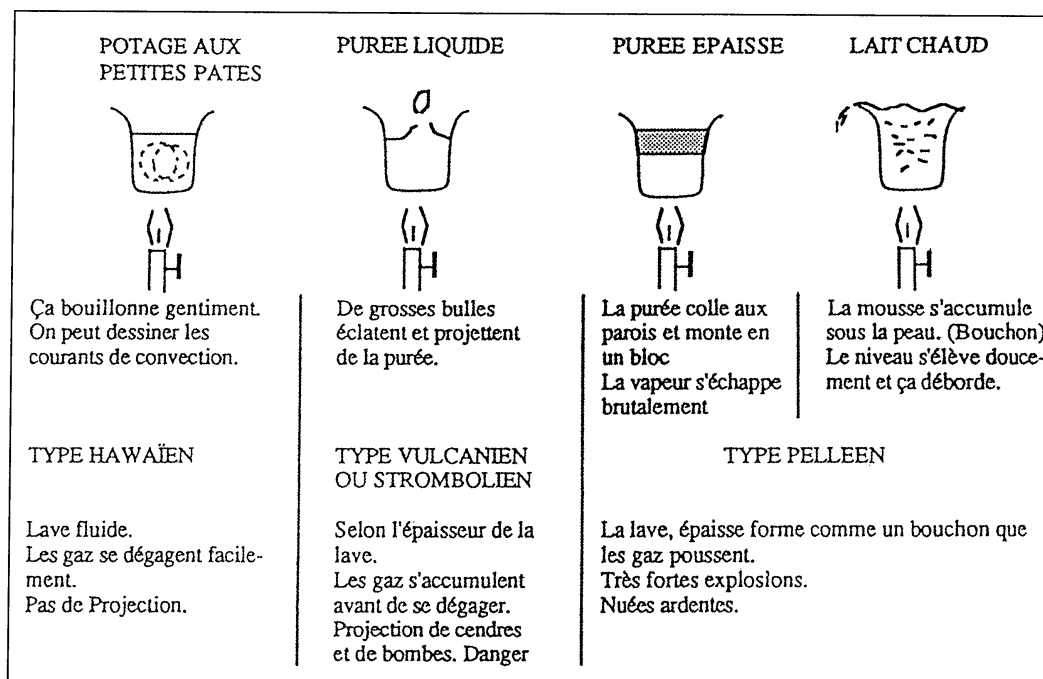 POTAGE AUX
PETITES PATES
PUREE LIQUIDE
PUREE EPAISSE
LAIT CHAUD
Ça bouillonne gentiment.
On peut dessiner les
courants de convection.
De grosses bulles
éclatent et projettent
de la purée.
La purée colle aux
parois et monte en
un bloc
La vapeur s'échappe
brutalement
La mousse s'accumule
sous la peau. (Bouchon)
Le niveau s'élève douce-
ment et ça déborde.
TYPE HAWAÏEN
TYPE VULCANIEN
OU STROMBOLIEN
TYPE PELLEEN
Lave fluide.
Les gaz se dégagent facile-
ment.
Pas de Projection.
Selon l'épaisseur de la
lave.
Les gaz s'accumulent
avant de se dégager.
Projection de cendres
et de bombes. Danger
La lave, épaisse forme comme un bouchon que
les gaz poussent.
Très fortes explosions.
Nuées ardentes.